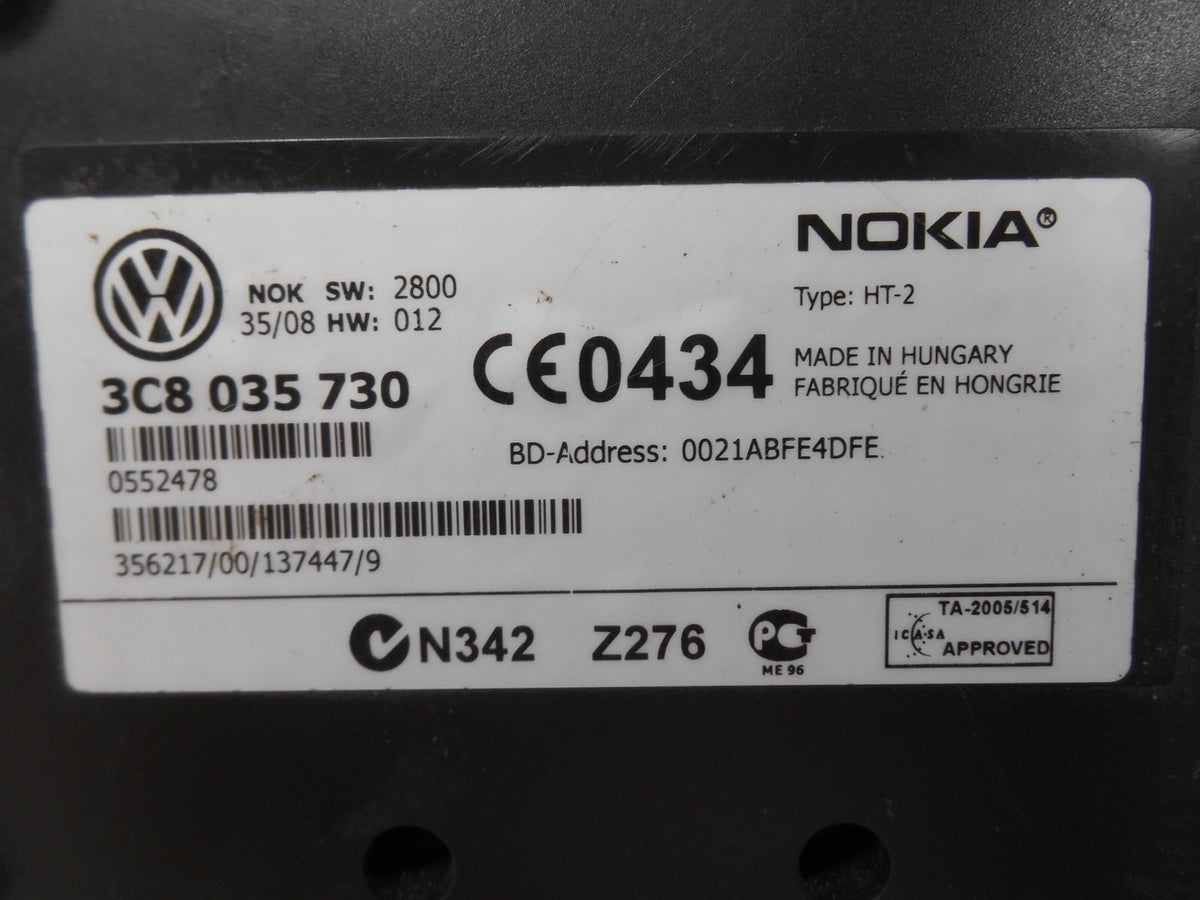 NOKIA®
NOK SW: 2800
35/08 HW: 012
Type: HT-2
3C8 035 730
CE0434
MADE IN HUNGARY
FABRIQUÉ EN HONGRIE
BD-Address: 0021ABFE4DFE
0552478
356217/00/137447/9
N342 Z276
PCT
ME 96
TA-2005/514
ICASA
APPROVED